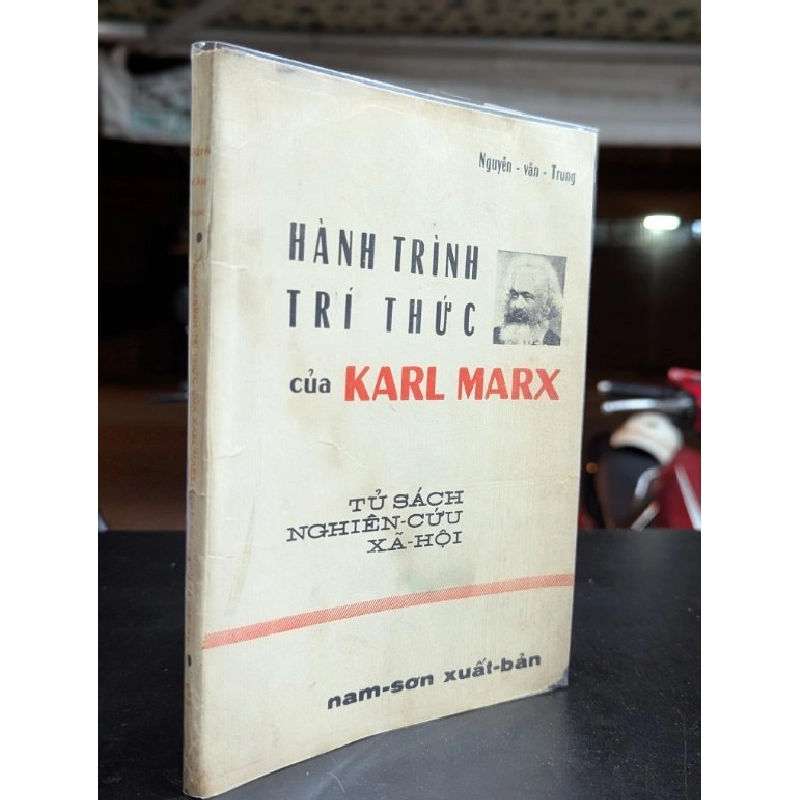 Nguyễn - văn - Trung
HÀNH TRÌNH
TRÍ THỨC
của KARL MARX
TỦ SÁCH
NGHIÊN-CỨU
XÃ-HỘI
nam-sơn xuất-bản